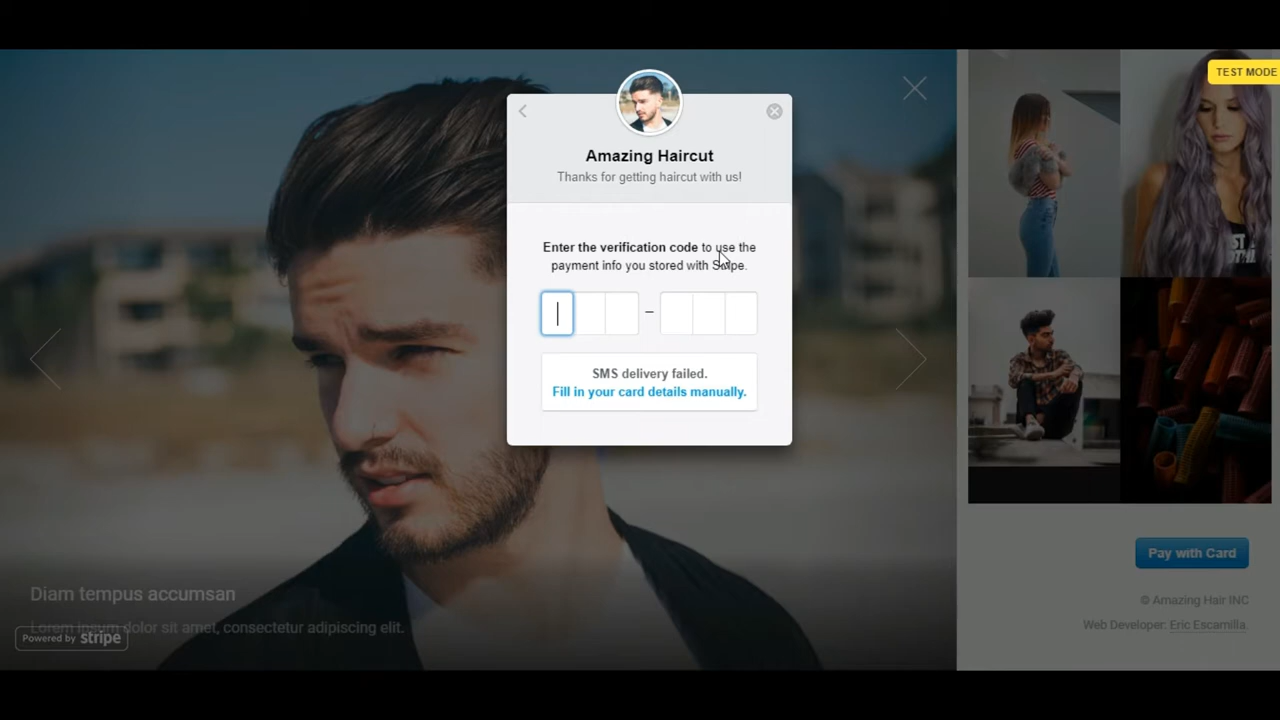 TEST MODE
Amazing Haircut
Thanks for getting haircut with us!
Enter the verification code to use the
payment info you stored with Stripe.
–
SMS delivery failed.
Fill in your card details manually.
Pay with Card
Diam tempus accumsan
Lorem ipsum dolor sit amet, consectetur adipiscing elit.
Powered by stripe
© Amazing Hair INC
Web Developer: Eric Escamilla.